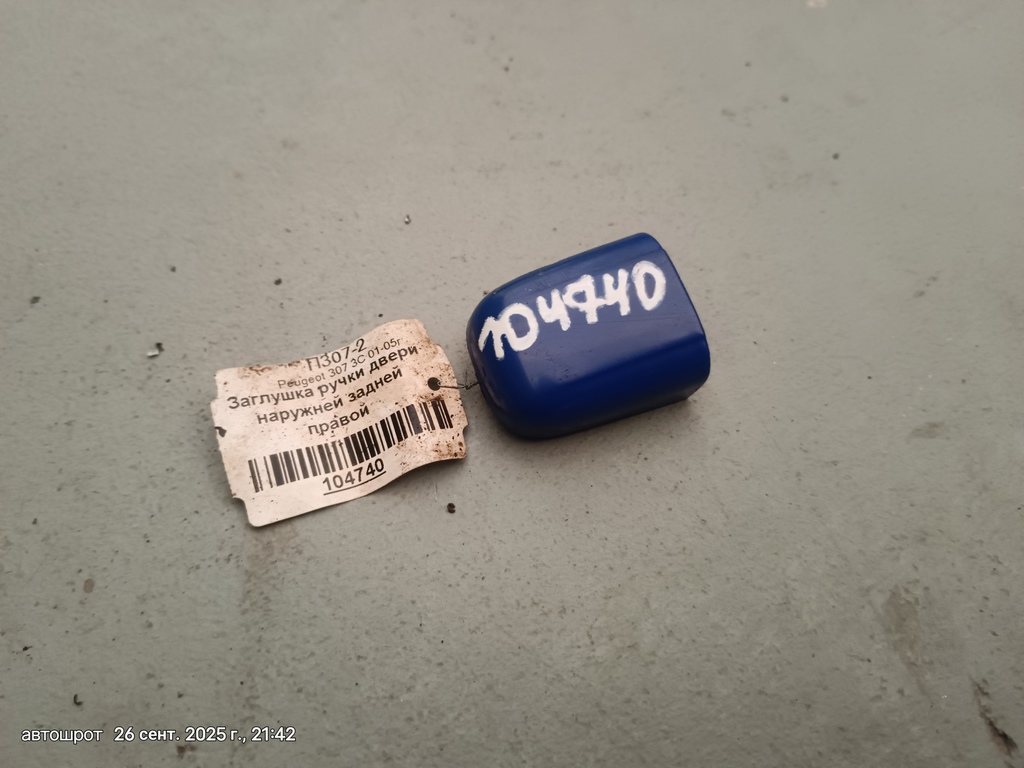 П307-2
Peugeot 307 3С 01-05г
Заглушка ручки двери
наружней задней
правой
104740
104740
автошрот 26 сент. 2025 г., 21:42